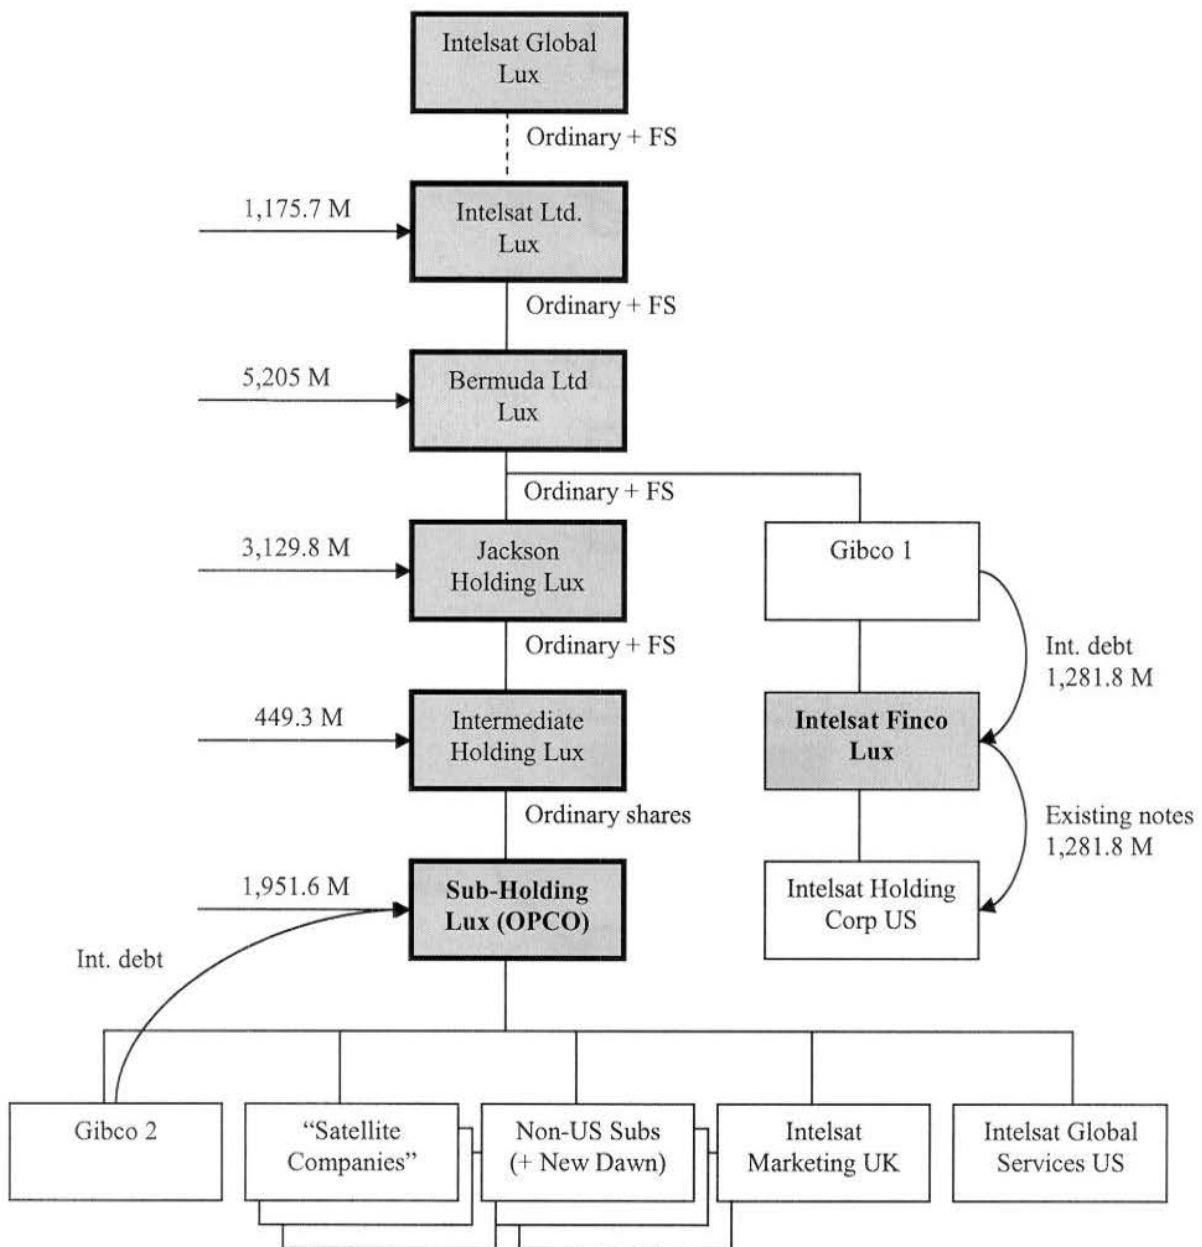 Intelsat Global
Lux
Ordinary + FS
1,175.7 M
Intelsat Ltd.
Lux
Ordinary + FS
5,205 M
Bermuda Ltd
Lux
Ordinary + FS
3,129.8 M
Jackson
Holding Lux
Gibco 1
Ordinary + FS
Int. debt
1,281.8 M
449.3 M
Intermediate
Holding Lux
Intelsat Finco
Lux
Ordinary shares
Existing notes
1,281.8 M
1,951.6 M
Sub-Holding
Lux (OPCO)
Intelsat Holding
Corp US
Int. debt
Gibco 2
“Satellite
Companies”
Non-US Subs
(+ New Dawn)
Intelsat
Marketing UK
Intelsat Global
Services US